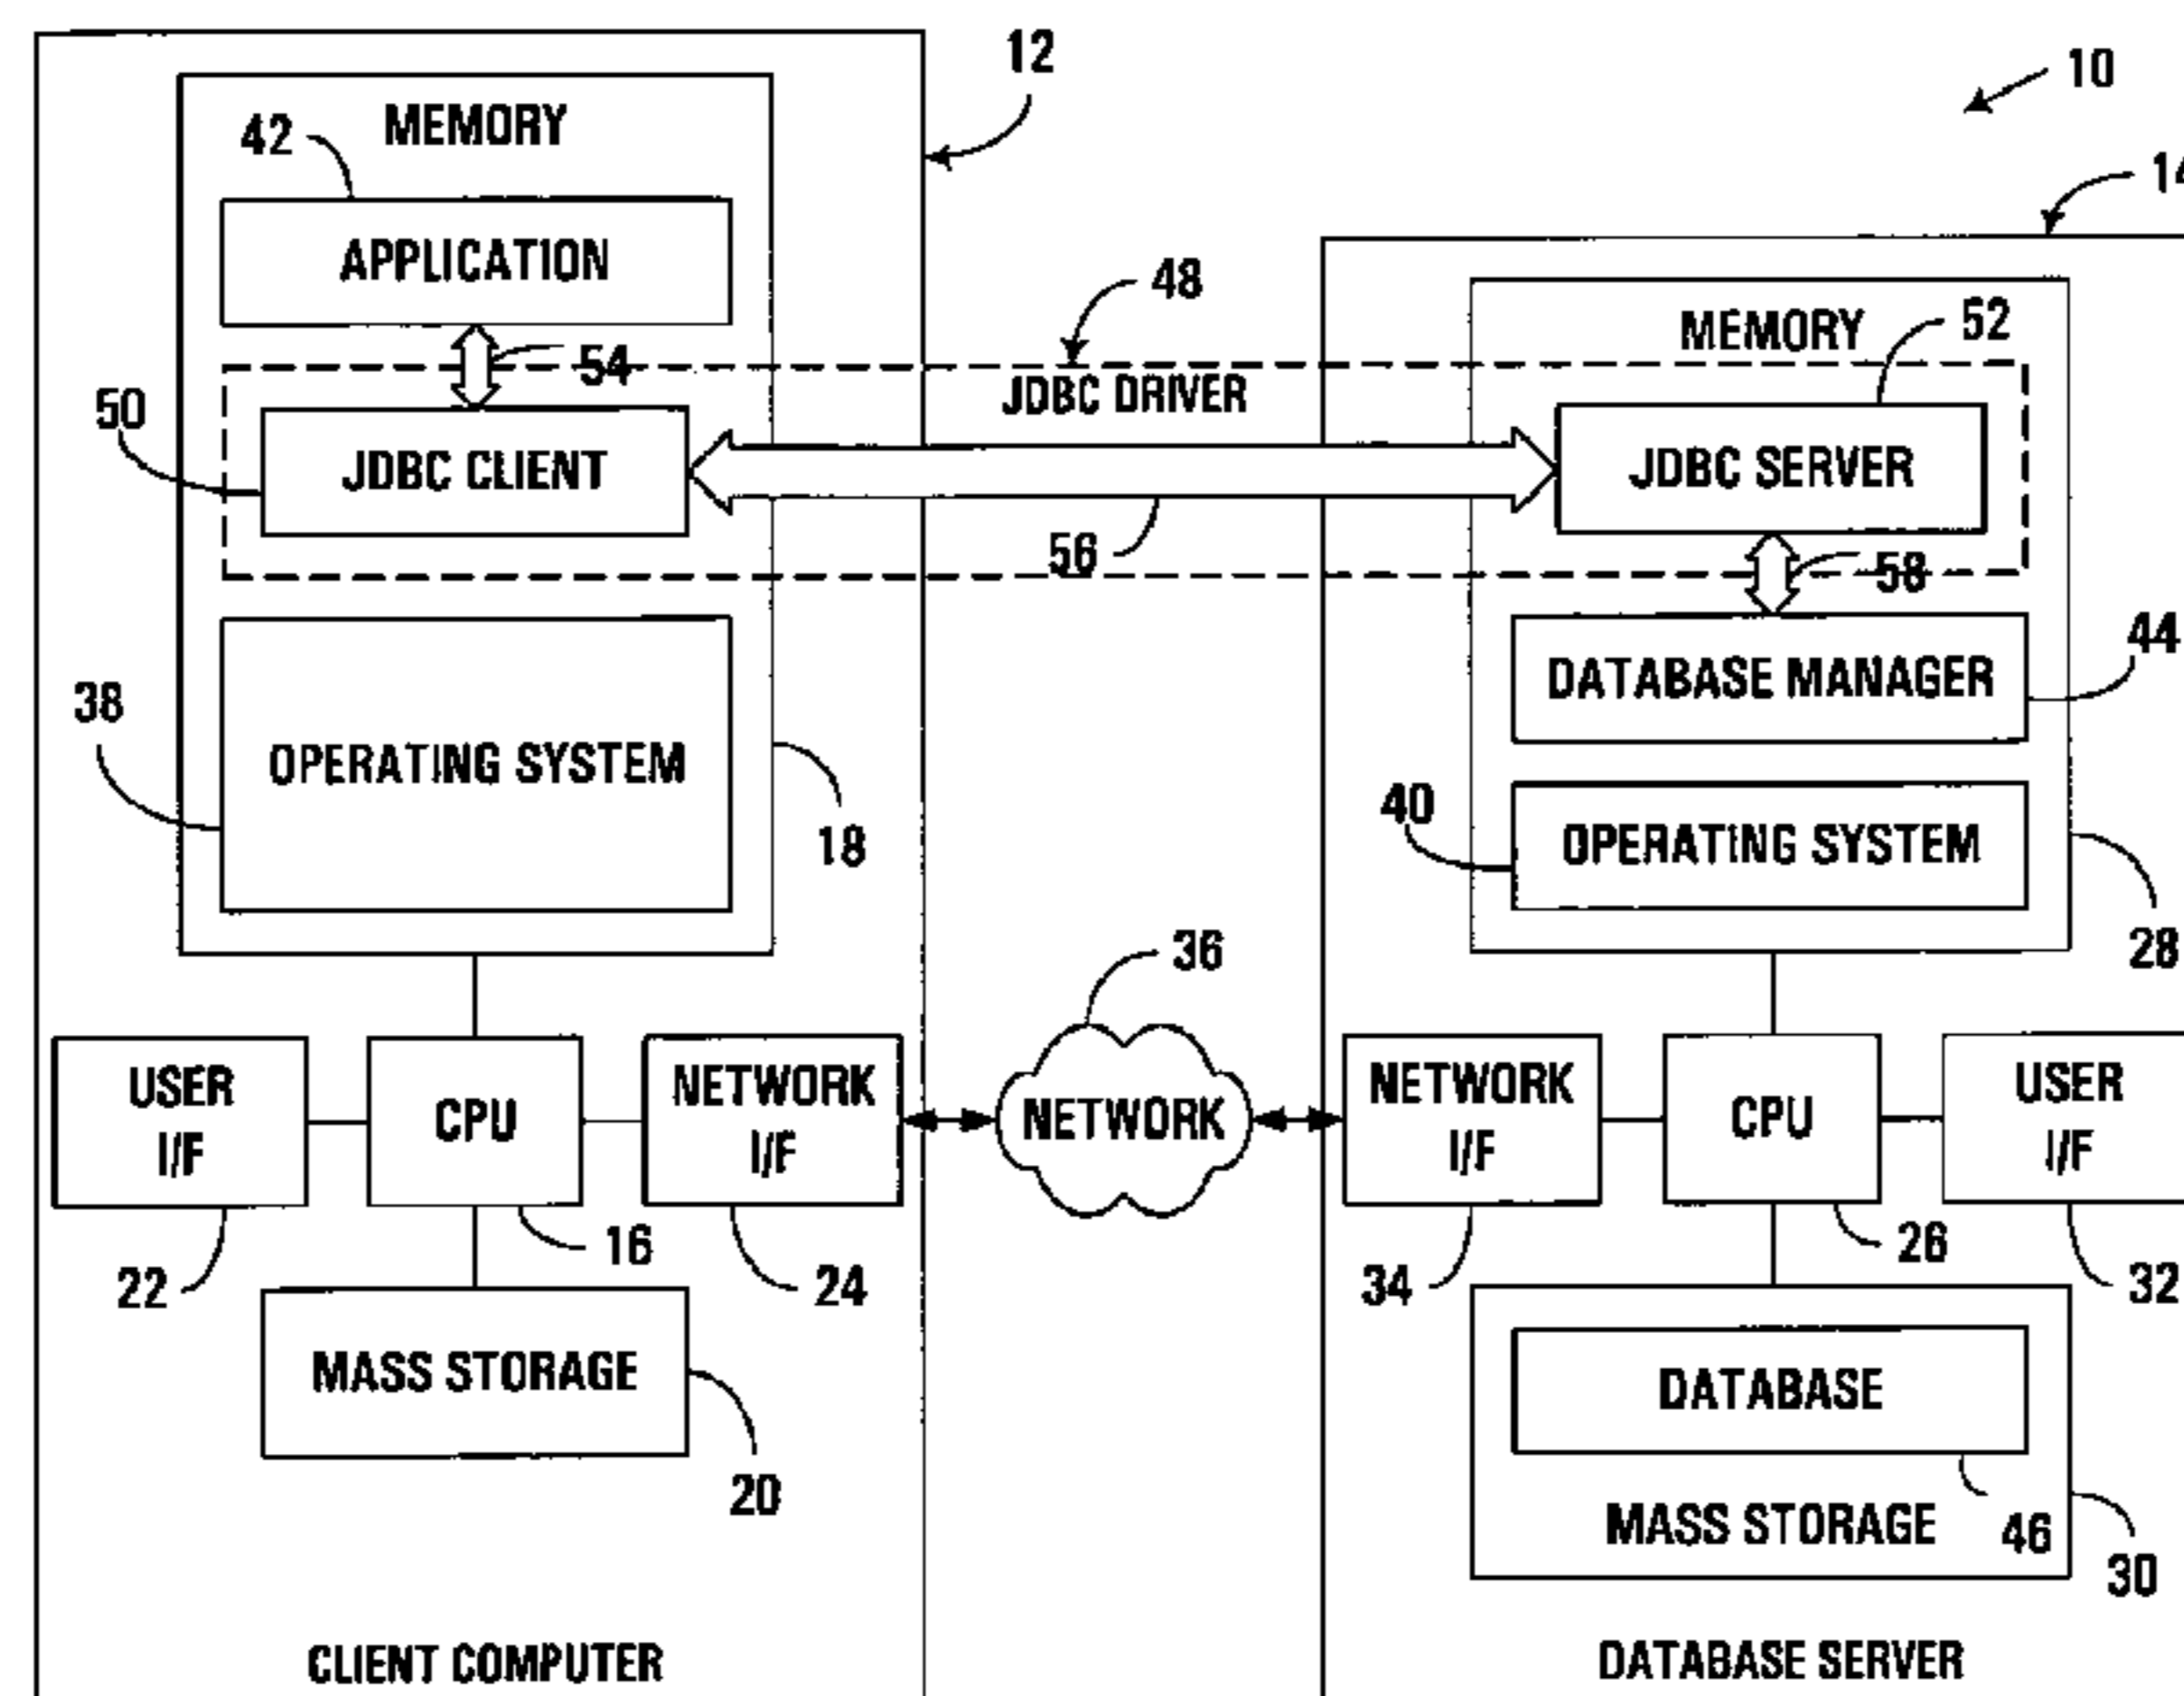 12
10
14
MEMORY
42
APPLICATION
48
MEMORY
52
54
JDBC DRIVER
50
JDBC CLIENT
JDBC SERVER
56
58
44
DATABASE MANAGER
38
OPERATING SYSTEM
18
40
OPERATING SYSTEM
28
36
USER
I/F
CPU
NETWORK
I/F
NETWORK
NETWORK
I/F
CPU
USER
I/F
22
16
24
34
26
32
MASS STORAGE
20
DATABASE
46
MASS STORAGE
30
CLIENT COMPUTER
DATABASE SERVER